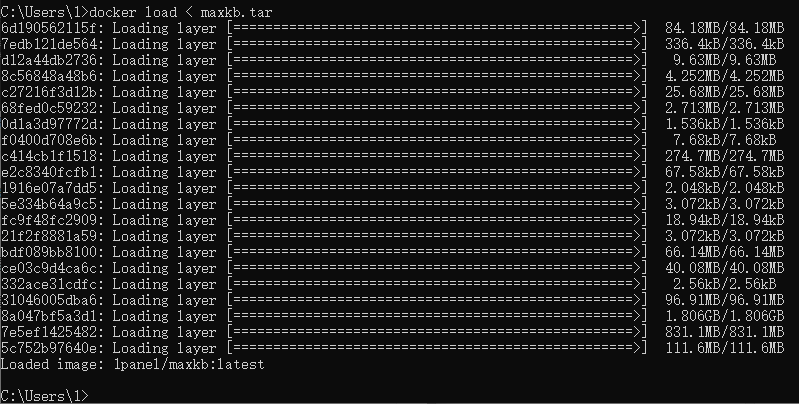 C:\Users\1>docker load < maxkb.tar
6d190562115f: Loading layer [==================================================>]  84.18MB/84.18MB
7edb121de564: Loading layer [==================================================>]  336.4kB/336.4kB
d12a44db2736: Loading layer [==================================================>]  9.63MB/9.63MB
8c56848a48b6: Loading layer [==================================================>]  4.252MB/4.252MB
c27216f3d12b: Loading layer [==================================================>]  25.68MB/25.68MB
68fed0c59232: Loading layer [==================================================>]  2.713MB/2.713MB
0d1a3d97772d: Loading layer [==================================================>]  1.536kB/1.536kB
f0400d708e6b: Loading layer [==================================================>]  7.68kB/7.68kB
c414cb1f1518: Loading layer [==================================================>]  274.7MB/274.7MB
e2c8340fcfb1: Loading layer [==================================================>]  67.58kB/67.58kB
1916e07a7dd5: Loading layer [==================================================>]  2.048kB/2.048kB
5e334b64a9c5: Loading layer [==================================================>]  3.072kB/3.072kB
fc9f48fc2909: Loading layer [==================================================>]  18.94kB/18.94kB
21f2f8881a59: Loading layer [==================================================>]  3.072kB/3.072kB
bdf089bb8100: Loading layer [==================================================>]  66.14MB/66.14MB
ce03c9d4ca6c: Loading layer [==================================================>]  40.08MB/40.08MB
332ace31cdfc: Loading layer [==================================================>]  2.56kB/2.56kB
31046005dba6: Loading layer [==================================================>]  96.91MB/96.91MB
8a047bf5a3d1: Loading layer [==================================================>]  1.806GB/1.806GB
7e5ef1425482: Loading layer [==================================================>]  831.1MB/831.1MB
5c752b97640e: Loading layer [==================================================>]  111.6MB/111.6MB
Loaded image: 1panel/maxkb:latest
C:\Users\1>